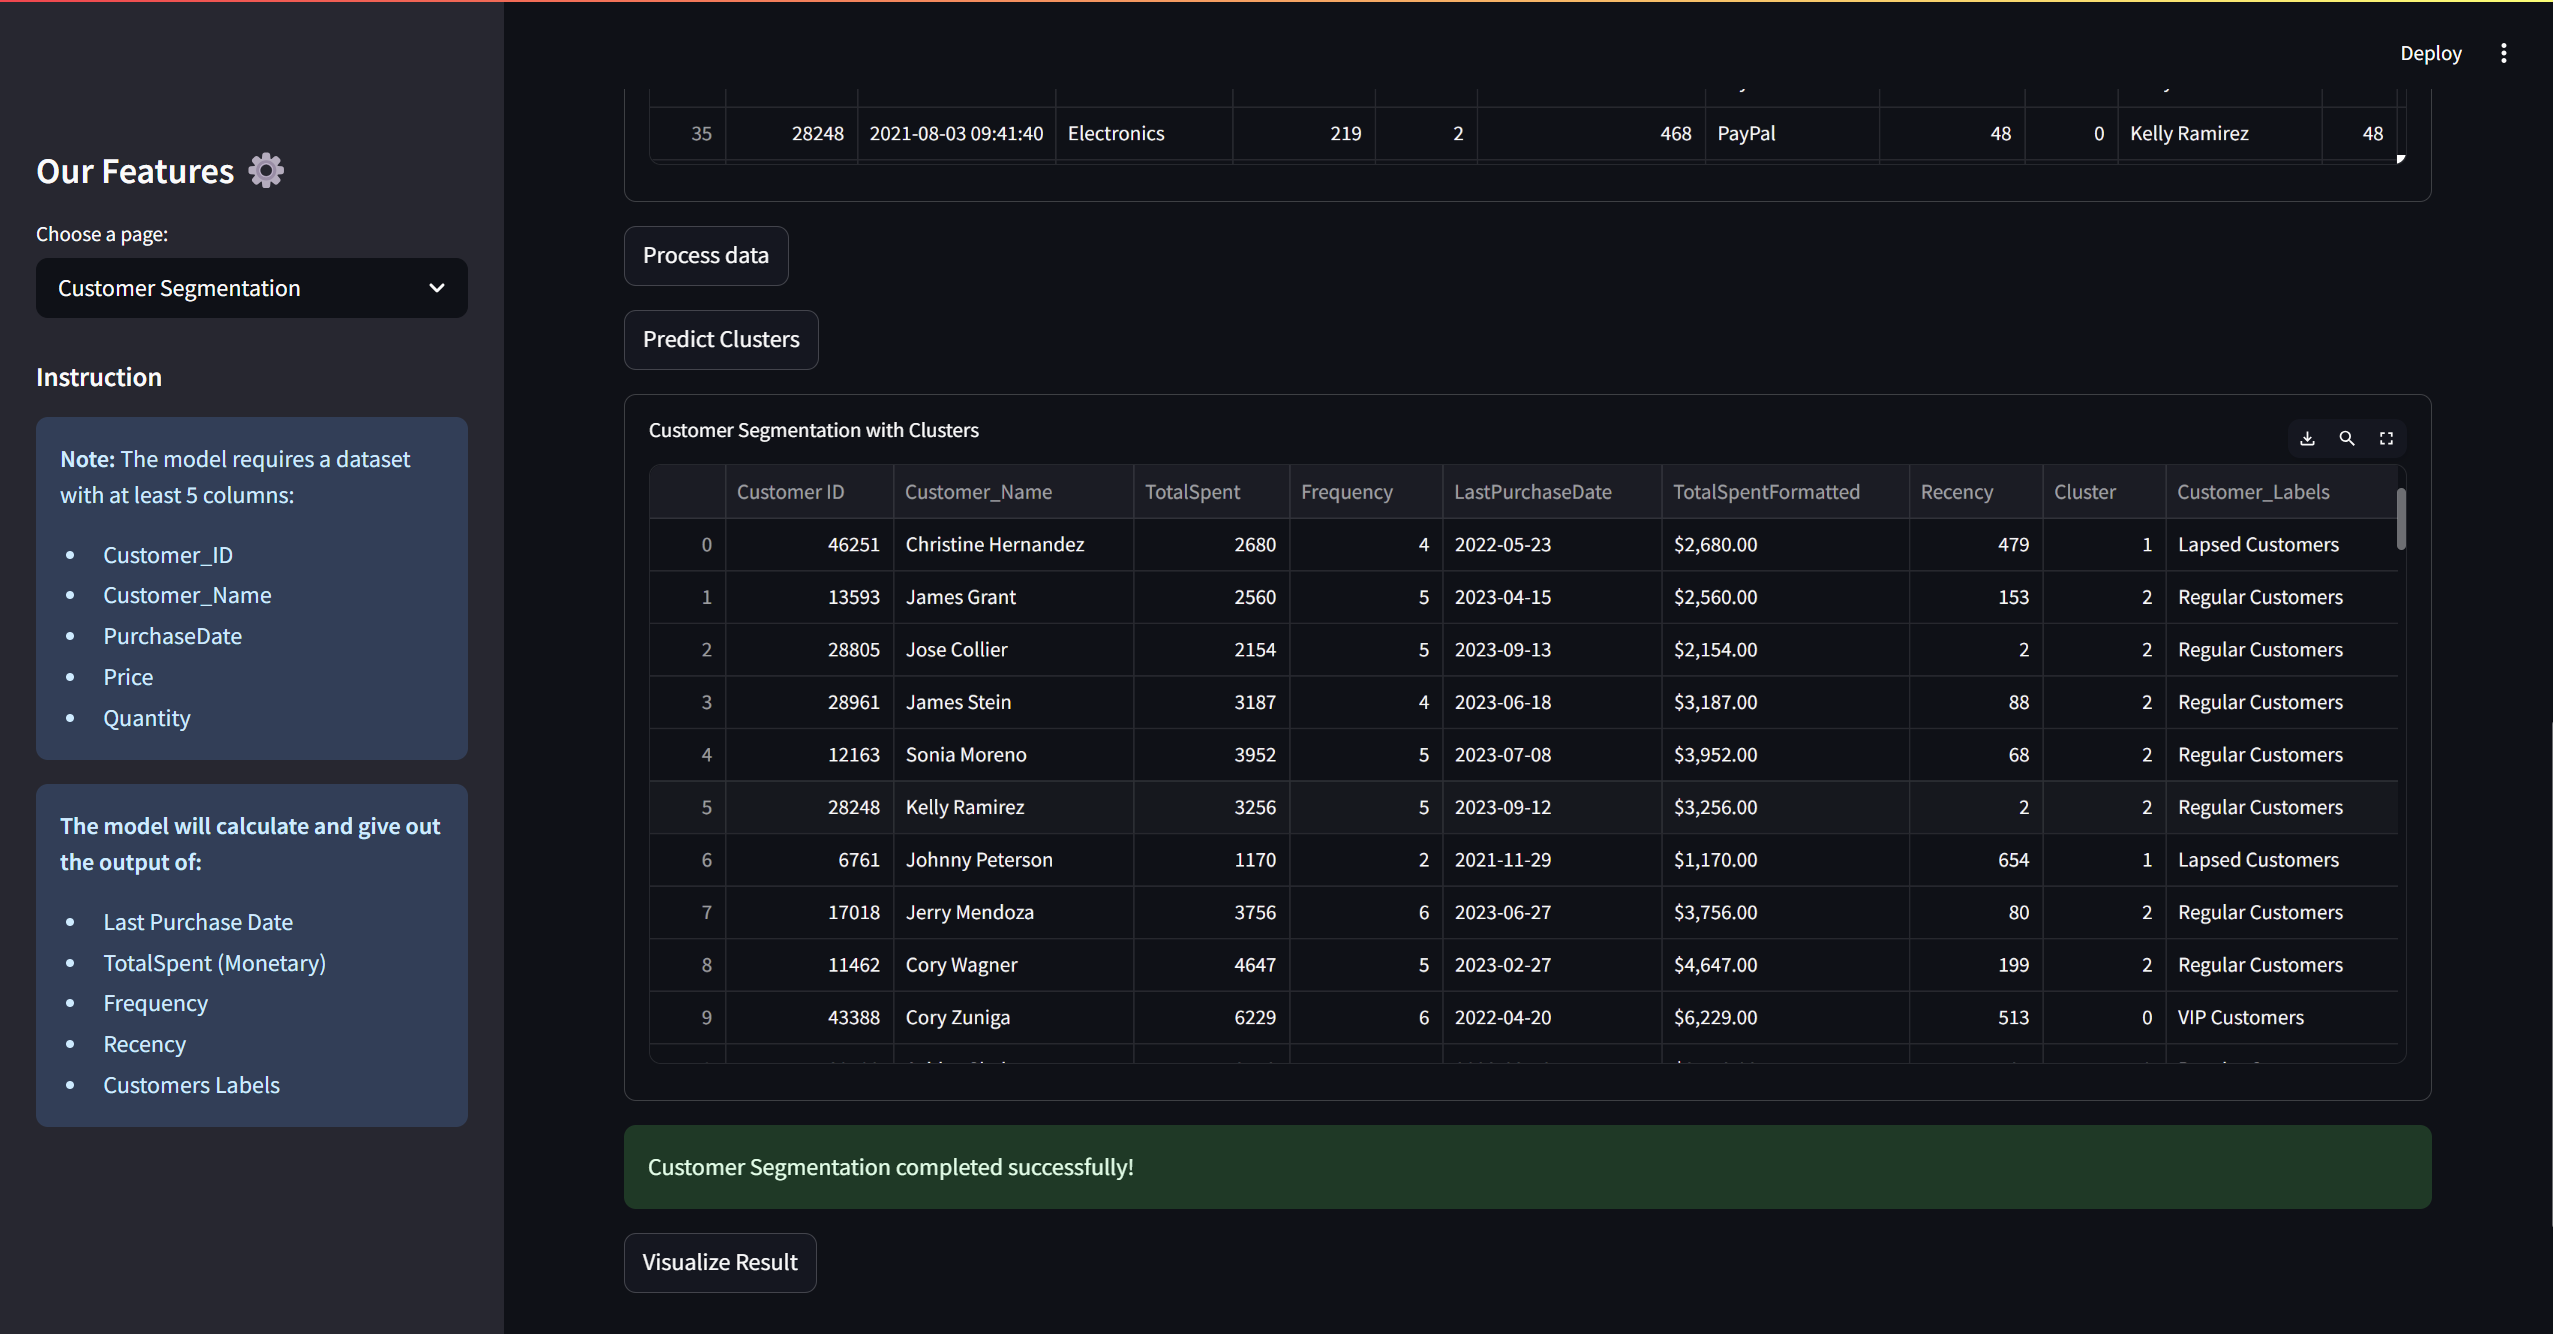 Deploy
Our Features
Choose a page:
Customer Segmentation
Instruction
Note: The model requires a dataset
with at least 5 columns:
Customer_ID
Customer_Name
PurchaseDate
Price
Quantity
The model will calculate and give out
the output of:
Last Purchase Date
TotalSpent (Monetary)
Frequency
Recency
Customers Labels
35 28248 2021-08-03 09:41:40 Electronics 219 2 468 PayPal 48 0 Kelly Ramirez 48
Process data
Predict Clusters
Customer Segmentation with Clusters
Customer ID Customer_Name TotalSpent Frequency LastPurchaseDate TotalSpentFormatted Recency Cluster Customer_Labels
0 46251 Christine Hernandez 2680 4 2022-05-23 $2,680.00 479 1 Lapsed Customers
1 13593 James Grant 2560 5 2023-04-15 $2,560.00 153 2 Regular Customers
2 28805 Jose Collier 2154 5 2023-09-13 $2,154.00 2 2 Regular Customers
3 28961 James Stein 3187 4 2023-06-18 $3,187.00 88 2 Regular Customers
4 12163 Sonia Moreno 3952 5 2023-07-08 $3,952.00 68 2 Regular Customers
5 28248 Kelly Ramirez 3256 5 2023-09-12 $3,256.00 2 2 Regular Customers
6 6761 Johnny Peterson 1170 2 2021-11-29 $1,170.00 654 1 Lapsed Customers
7 17018 Jerry Mendoza 3756 6 2023-06-27 $3,756.00 80 2 Regular Customers
8 11462 Cory Wagner 4647 5 2023-02-27 $4,647.00 199 2 Regular Customers
9 43388 Cory Zuniga 6229 6 2022-04-20 $6,229.00 513 0 VIP Customers
Customer Segmentation completed successfully!
Visualize Result